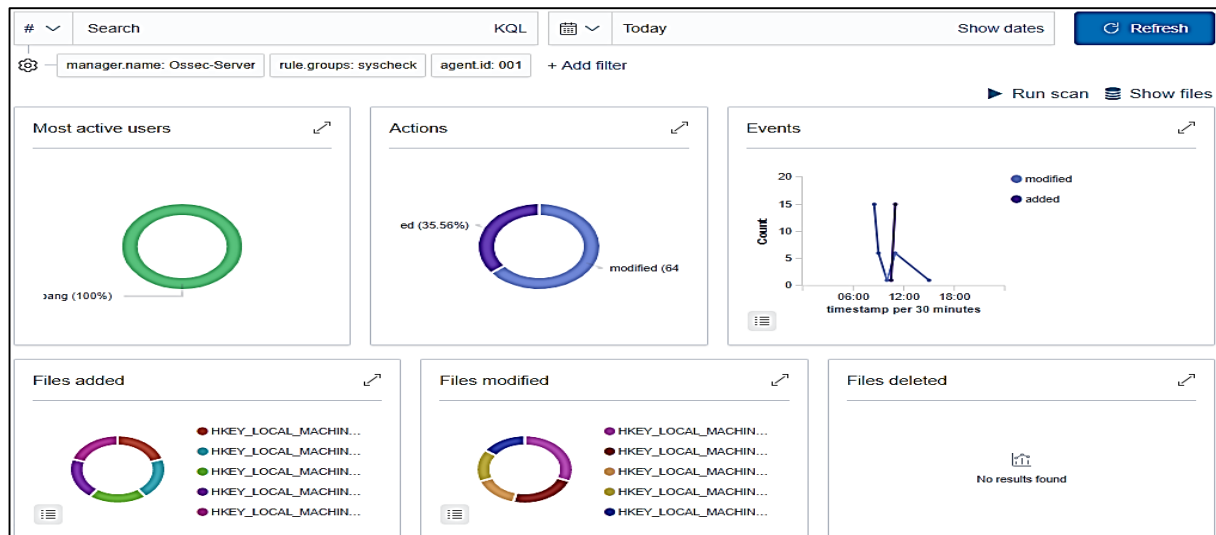 # Search KQL Today Show dates Refresh
manager.name: Ossec-Server rule.groups: syscheck agent.id: 001 + Add filter
Run scan Show files
Most active users
ang (100%)
Actions
ed (35.56%)
modified (64
Events
20
15
10
5
0
Count
06:00 12:00 18:00
timestamp per 30 minutes
modified
added
Files added
HKEY_LOCAL_MACHIN...
HKEY_LOCAL_MACHIN...
HKEY_LOCAL_MACHIN...
HKEY_LOCAL_MACHIN...
HKEY_LOCAL_MACHIN...
Files modified
HKEY_LOCAL_MACHIN...
HKEY_LOCAL_MACHIN...
HKEY_LOCAL_MACHIN...
HKEY_LOCAL_MACHIN...
HKEY_LOCAL_MACHIN...
Files deleted
No results found